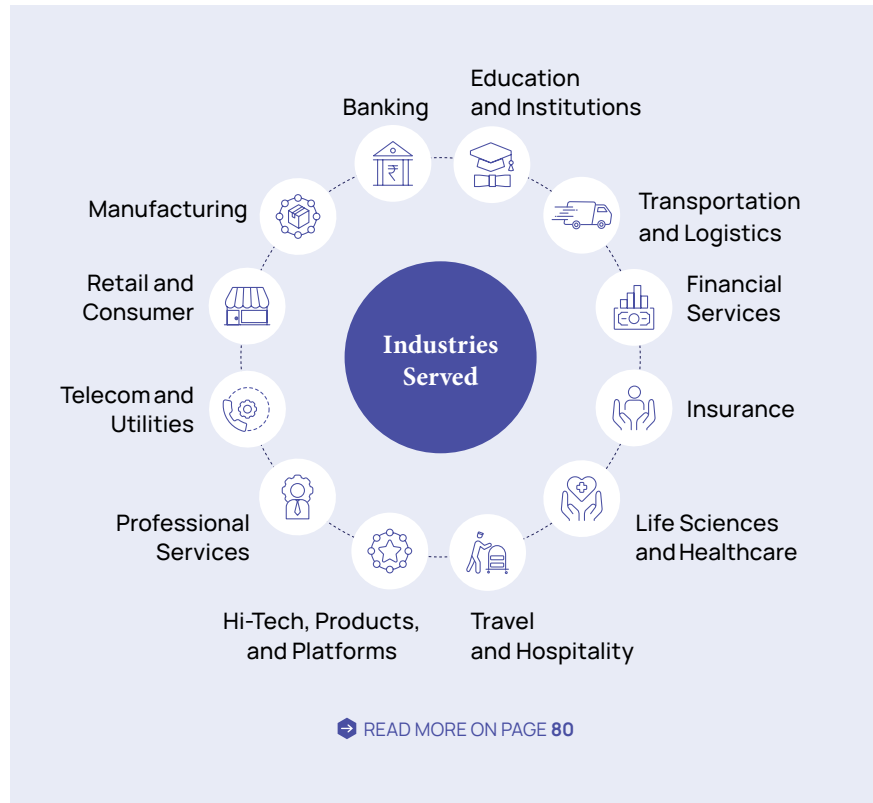 Education
and Institutions
Banking
Transportation
and Logistics
Manufacturing
Financial
Services
Retail and
Consumer
Industries
Served
Insurance
Telecom and
Utilities
Life Sciences
and Healthcare
Professional
Services
Travel
and Hospitality
Hi-Tech, Products,
and Platforms
₹
READ MORE ON PAGE 80